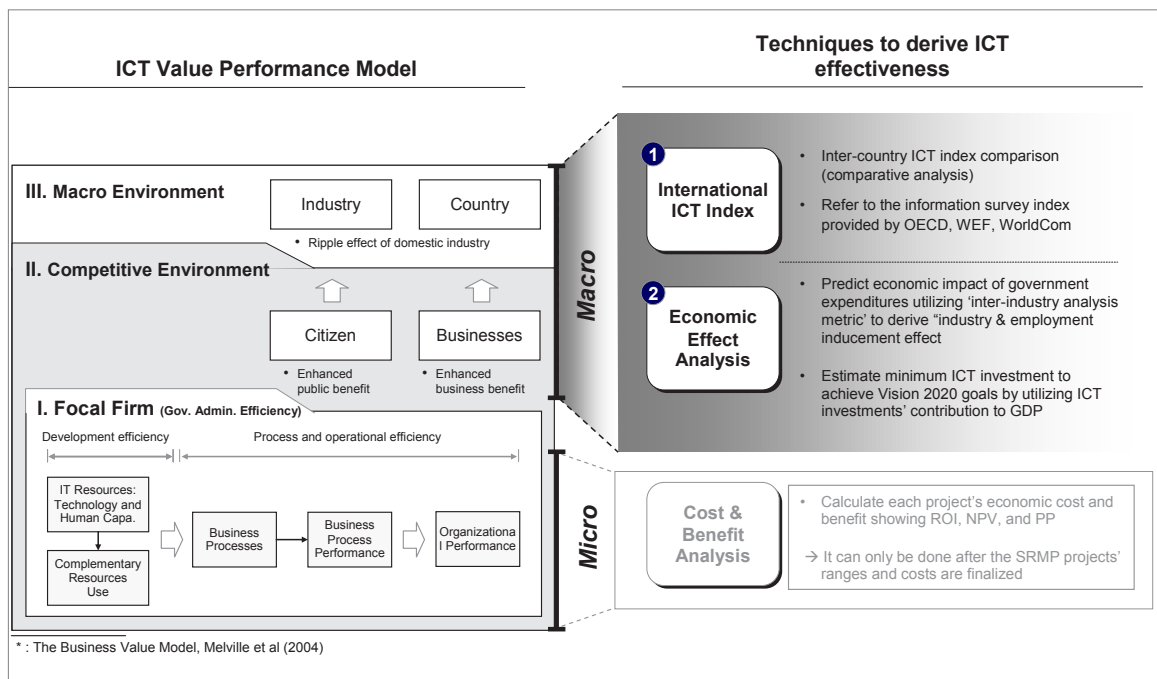 ICT Value Performance Model
Techniques to derive ICT
effectiveness
III. Macro Environment
Industry
Country
• Ripple effect of domestic industry
II. Competitive Environment
Citizen
Businesses
• Enhanced
public benefit
• Enhanced
business benefit
I. Focal Firm (Gov. Admin. Efficiency)
Development efficiency
Process and operational efficiency
IT Resources:
Technology and
Human Capa.
Complementary
Resources
Use
Business
Processes
Business
Process
Performance
Organizationa
l Performance
Macro
Micro
1
International
ICT Index
• Inter-country ICT index comparison
(comparative analysis)
• Refer to the information survey index
provided by OECD, WEF, WorldCom
2
Economic
Effect
Analysis
• Predict economic impact of government
expenditures utilizing ‘inter-industry analysis
metric’ to derive “industry & employment
inducement effect
• Estimate minimum ICT investment to
achieve Vision 2020 goals by utilizing ICT
investments’ contribution to GDP
Cost &
Benefit
Analysis
• Calculate each project’s economic cost and
benefit showing ROI, NPV, and PP
→ It can only be done after the SRMP projects’
ranges and costs are finalized
* : The Business Value Model, Melville et al (2004)